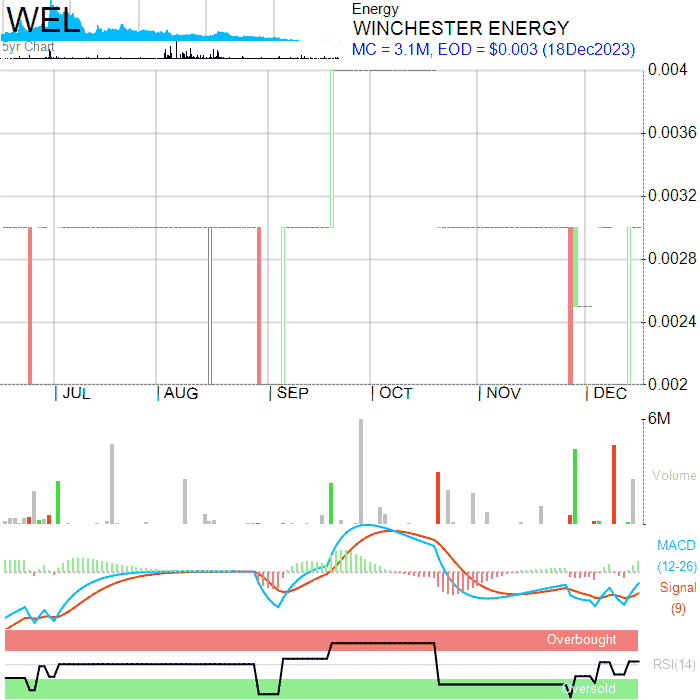 WEL
5yr Chart
Energy
WINCHESTER ENERGY
MC = 3.1M, EOD = $0.003 (18Dec2023)
0.004
0.0036
0.0032
0.0028
0.0024
0.002
JUL AUG SEP OCT NOV DEC
6M
Volume
MACD
(12-26)
Signal
(9)
Overbought
RSI(14)
Oversold